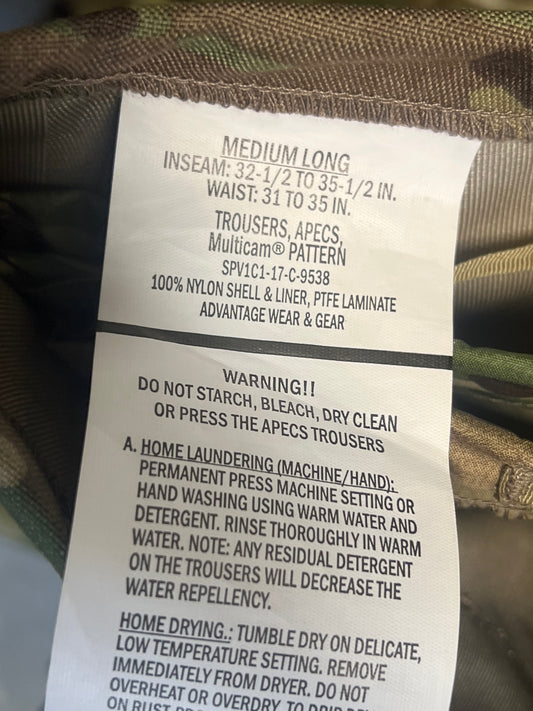 MEDIUM LONG
INSEAM: 32-1/2 TO 35-1/2 IN.
WAIST: 31 TO 35 IN.
TROUSERS, APECS,
Multicam® PATTERN
SPV1C1-17-C-9538
100% NYLON SHELL & LINER, PTFE LAMINATE
ADVANTAGE WEAR & GEAR
WARNING!!
DO NOT STARCH, BLEACH, DRY CLEAN
OR PRESS THE APECS TROUSERS
A. HOME LAUNDERING (MACHINE/HAND):
PERMANENT PRESS MACHINE SETTING OR
HAND WASHING USING WARM WATER AND
DETERGENT. RINSE THOROUGHLY IN WARM
WATER. NOTE: ANY RESIDUAL DETERGENT
ON THE TROUSERS WILL DECREASE THE
WATER REPELLENCY.
HOME DRYING.: TUMBLE DRY ON DELICATE,
LOW TEMPERATURE SETTING. REMOVE
IMMEDIATELY FROM DRYER. DO NOT
OVERHEAT OR OVERDRY. TO DRIP
ON